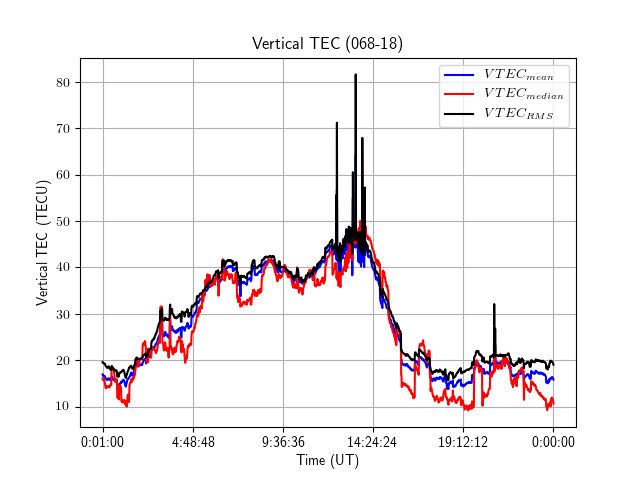 Vertical TEC (068-18)
VTEC_mean
VTEC_median
VTEC_RMS
80
70
60
50
40
30
20
10
Vertical TEC (TECU)
0:01:00 4:48:48 9:36:36 14:24:24 19:12:12 0:00:00
Time (UT)